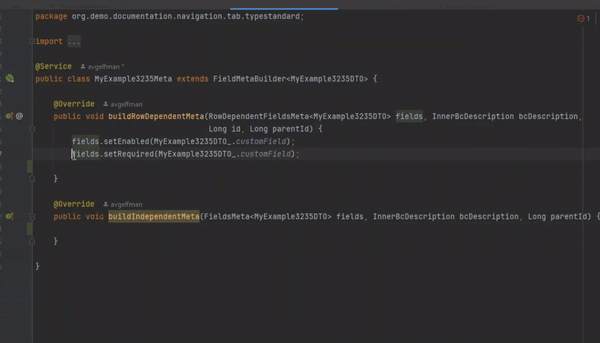 package org.demo.documentation.navigation.tab.typestandard;
1
import ...
@Service avgelfman *
public class MyExample3235Meta extends FieldMetaBuilder<MyExample3235DTO> {
@Override avgelfman
public void buildRowDependentMeta(RowDependentFieldsMeta<MyExample3235DTO> fields, InnerBcDescription bcDescription,
Long id, Long parentId) {
fields.setEnabled(MyExample3235DTO_.customField);
fields.setRequired(MyExample3235DTO_.customField);
}
@Override avgelfman
public void buildIndependentMeta(FieldsMeta<MyExample3235DTO> fields, InnerBcDescription bcDescription, Long parentId) {
}
}